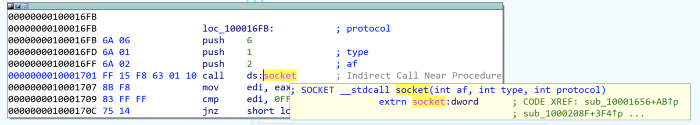 00000000100016FB
00000000100016FB loc_100016FB: ; protocol
00000000100016FB 6A 06 push 6
00000000100016FD 6A 01 push 1 ; type
00000000100016FF 6A 02 push 2 ; af
0000000010001701 FF 15 F8 63 01 10 call ds:socket ; Indirect Call Near Procedure
0000000010001707 8B F8 mov edi, eax
; SOCKET __stdcall socket(int af, int type, int protocol)
0000000010001709 83 FF FF cmp edi, 0FF
extrn socket:dword ; CODE XREF: sub_10001656+AB↑p
000000001000170C 75 14 jnz short lo
; sub_1000208F+3F4↑p ...